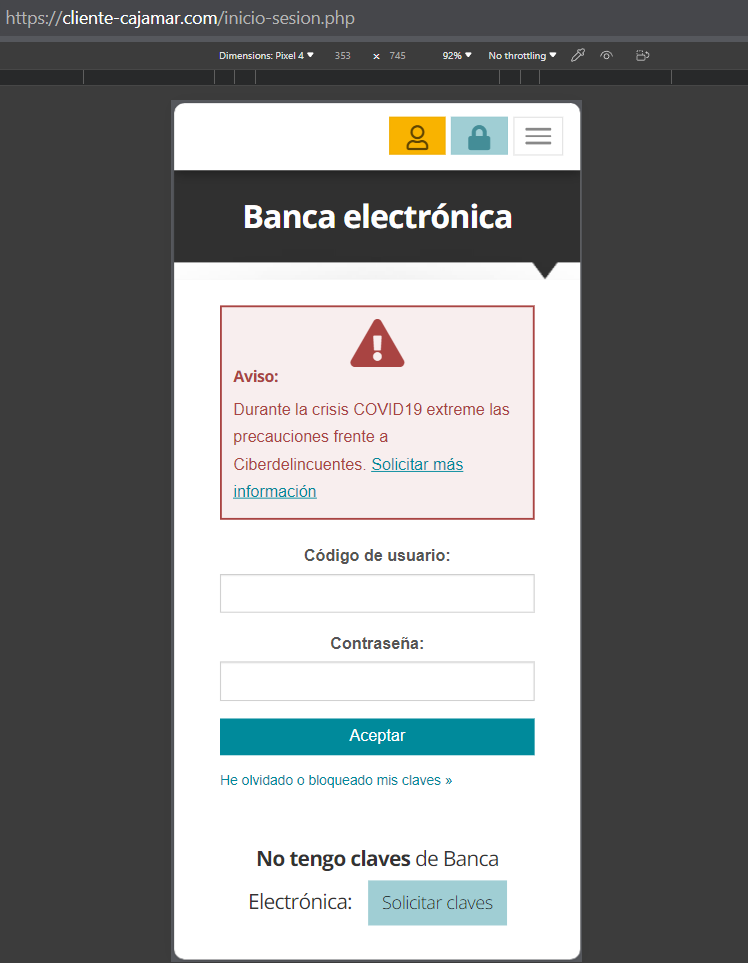 https://cliente-cajamar.com/inicio-sesion.php
Dimensions: Pixel 4 353 x 745 92% No throttling
Banca electrónica
Aviso:
Durante la crisis COVID19 extreme las
precauciones frente a
Ciberdelincuentes. Solicitar más
información
Código de usuario:
Contraseña:
Aceptar
He olvidado o bloqueado mis claves »
No tengo claves de Banca
Electrónica: Solicitar claves